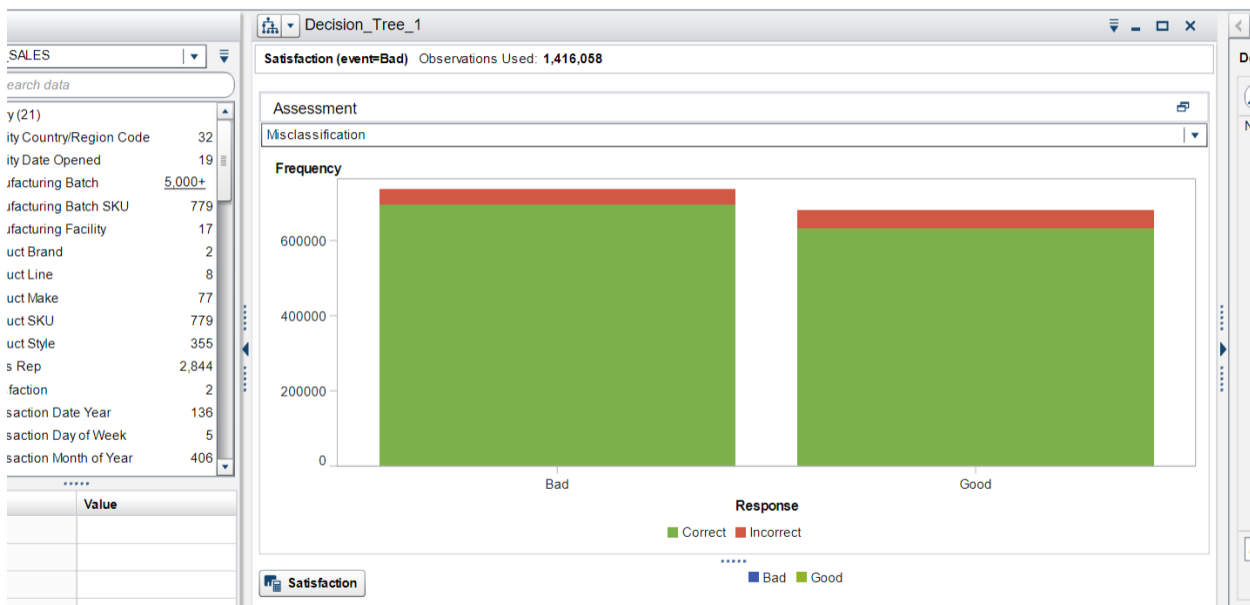 _SALES
earch data
y (21)
ity Country/Region Code 32
ity Date Opened 19
ufacturing Batch 5,000+
ufacturing Batch SKU 779
ufacturing Facility 17
uct Brand 2
uct Line 8
uct Make 77
uct SKU 779
uct Style 355
s Rep 2,844
faction 2
saction Date Year 136
saction Day of Week 5
saction Month of Year 406
Value
Decision_Tree_1
Satisfaction (event=Bad) Observations Used: 1,416,058
Assessment
Misclassification
Frequency
600000
400000
200000
0
Bad Good
Response
Correct Incorrect
Bad Good
Satisfaction
D